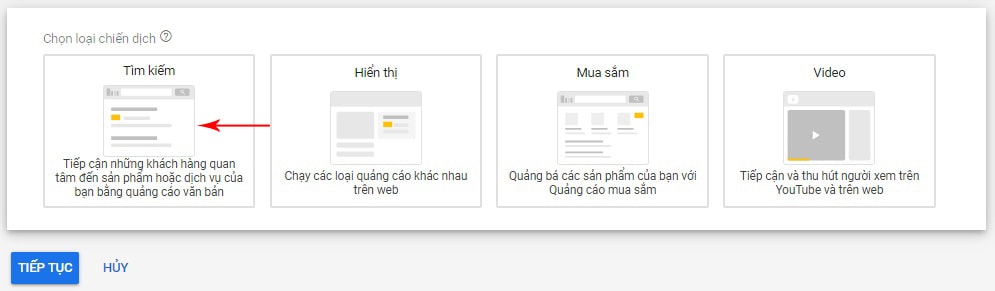 Chọn loại chiến dịch
Tìm kiếm
Tiếp cận những khách hàng quan
tâm đến sản phẩm hoặc dịch vụ của
bạn bằng quảng cáo văn bản
Hiển thị
Chạy các loại quảng cáo khác nhau
trên web
Mua sắm
Quảng bá các sản phẩm của bạn với
Quảng cáo mua sắm
Video
Tiếp cận và thu hút người xem trên
YouTube và trên web
TIẾP TỤC
HỦY